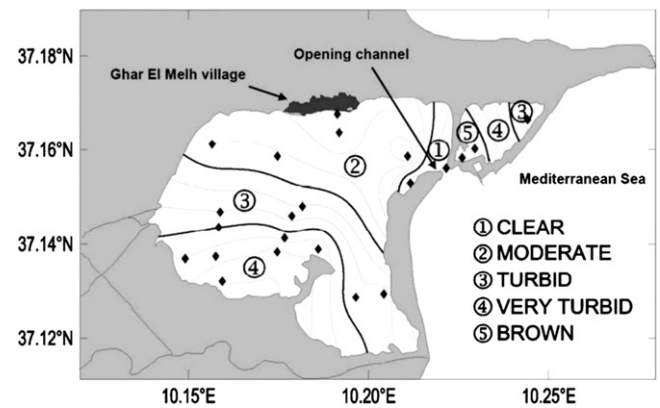 37.18°N
37.16°N
37.14°N
37.12°N
10.15°E
10.20°E
10.25°E
Opening channel
Ghar El Melh village
Mediterranean Sea
①
②
③
④
⑤
④
③
① CLEAR
② MODERATE
③ TURBID
④ VERY TURBID
⑤ BROWN